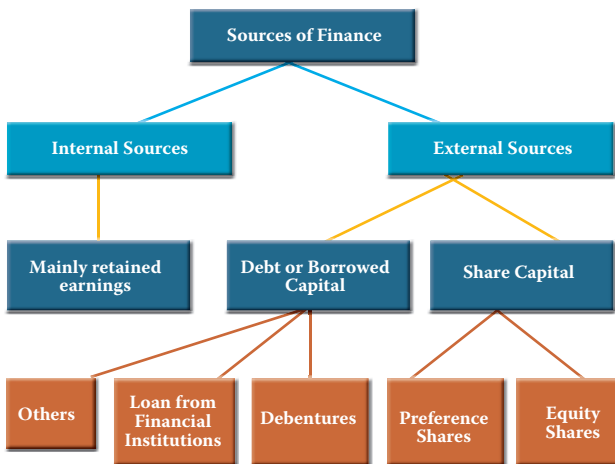 Sources of Finance
Internal Sources
External Sources
Mainly retained
earnings
Debt or Borrowed
Capital
Share Capital
Others
Loan from
Financial
Institutions
Debentures
Preference
Shares
Equity
Shares